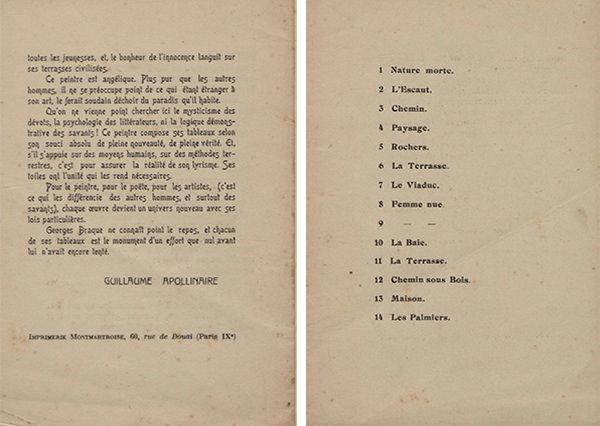 toutes les jeunesses, et, le bonheur de l'innocence languit sur
ses terrasses civilisées.
Ce peintre est angélique. Plus pur que les autres
hommes, il ne se préoccupe point de ce qui étant étranger à
son art, le ferait soudain déchoir du paradis qu'il habite.
Qu'on ne vienne point chercher ici le mysticisme des
dévots, la psychologie des littérateurs, ni la logique démons-
trative des savants! Ce peintre compose ses tableaux selon
son souci absolu de pleine nouveauté, de pleine vérité. Et,
s'il s'appuie sur des moyens humains, sur des méthodes ter-
restres, c'est pour assurer la réalité de son lyrisme. Ses
toiles ont l'unité qui les rend nécessaires.
Pour le peintre, pour le poète, pour les artistes, (c'est
ce qui les différencie des autres hommes, et surtout des
savants), chaque œuvre devient un univers nouveau avec ses
lois particulières.
Georges Braque ne connaît point le repos, et chacun
de ses tableaux est le monument d'un effort que nul avant
lui n'avait encore tenté.
GUILLAUME APOLLINAIRE
IMPRIMERIE MONTMARTROISE, 60, rue de Douai (Paris IXe)
1 Nature morte.
2 L'Escaut.
3 Chemin.
4 Paysage.
5 Rochers.
6 La Terrasse.
7 Le Viaduc.
8 Femme nue.
9 — —
10 La Baie.
11 La Terrasse.
12 Chemin sous Bois.
13 Maison.
14 Les Palmiers.